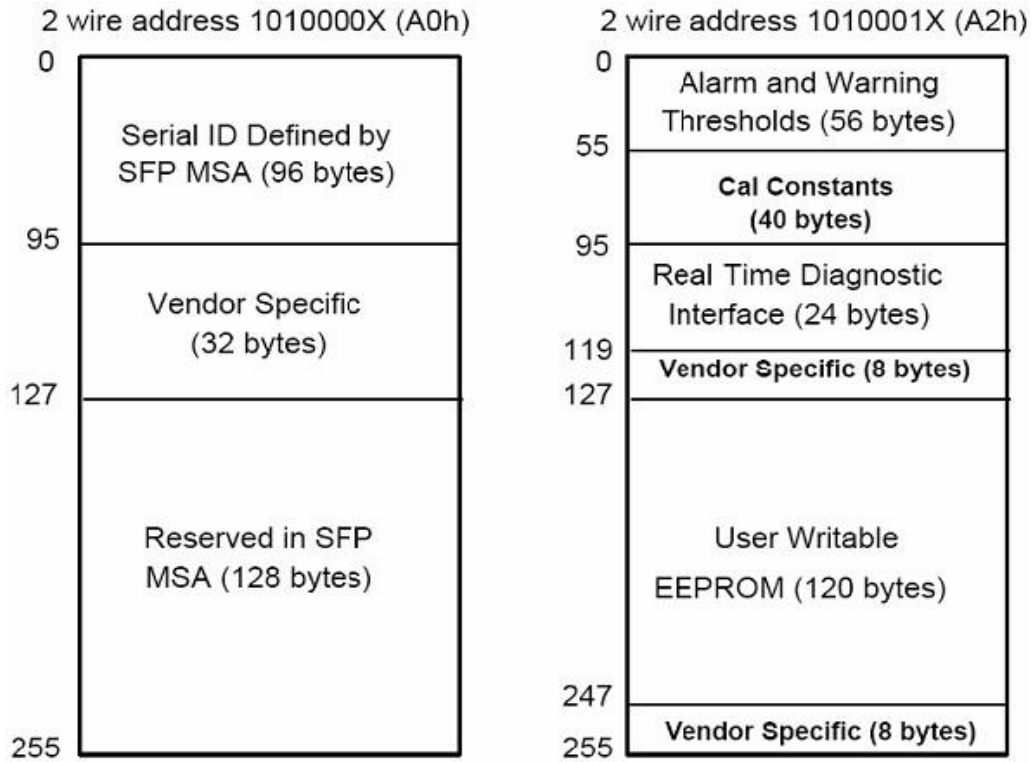 2 wire address 1010000X (A0h)
0
Serial ID Defined by
SFP MSA (96 bytes)
95
Vendor Specific
(32 bytes)
127
Reserved in SFP
MSA (128 bytes)
255
2 wire address 1010001X (A2h)
0
Alarm and Warning
Thresholds (56 bytes)
55
Cal Constants
(40 bytes)
95
Real Time Diagnostic
Interface (24 bytes)
119
Vendor Specific (8 bytes)
127
User Writable
EEPROM (120 bytes)
247
Vendor Specific (8 bytes)
255